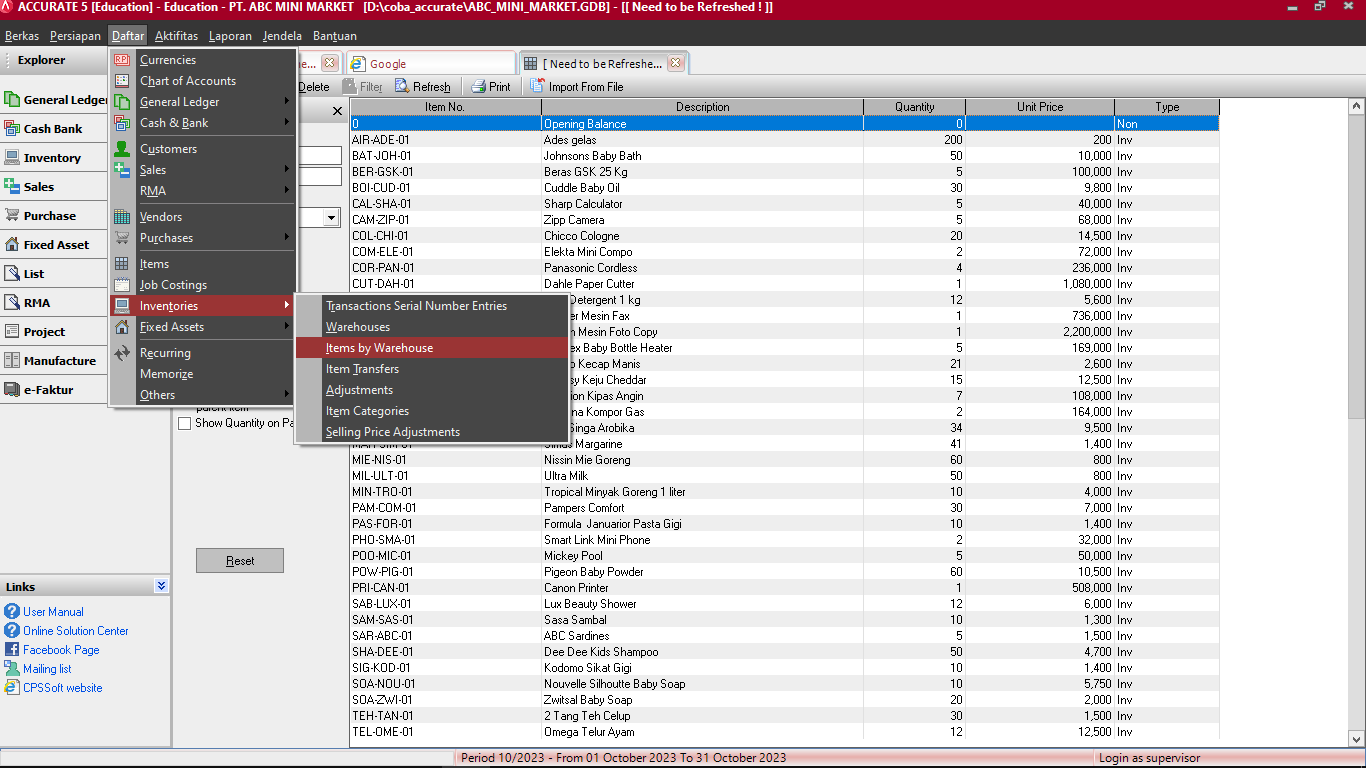 ACCURATE 5 [Education] - Education - PT. ABC MINI MARKET [D:\coba_accurate\ABC_MINI_MARKET.GDB] - [[ Need to be Refreshed ! ]]
Berkas Persiapan Daftar Aktifitas Laporan Jendela Bantuan
Explorer
General Ledger
Cash Bank
Inventory
Sales
Purchase
Fixed Asset
List
RMA
Project
Manufacture
e-Faktur
Links
User Manual
Online Solution Center
Facebook Page
Mailing list
CPSSoft website
RP Currencies
Chart of Accounts
General Ledger
Cash & Bank
Customers
Sales
RMA
Vendors
Purchases
Items
Job Costings
Inventories
Fixed Assets
Recurring
Memorize
Others
Transactions Serial Number Entries
Warehouses
Items by Warehouse
Item Transfers
Adjustments
Item Categories
Selling Price Adjustments
parent item
Show Quantity on Pa
Reset
e... Google [ Need to be Refreshe...
Delete Filter Refresh Print Import From File
Item No. Description Quantity Unit Price Type
0 Opening Balance 0 Non
AIR-ADE-01 Ades gelas 200 200 Inv
BAT-JOH-01 Johnsons Baby Bath 50 10,000 Inv
BER-GSK-01 Beras GSK 25 Kg 5 100,000 Inv
BOI-CUD-01 Cuddle Baby Oil 30 9,800 Inv
CAL-SHA-01 Sharp Calculator 5 40,000 Inv
CAM-ZIP-01 Zipp Camera 5 68,000 Inv
COL-CHI-01 Chicco Cologne 20 14,500 Inv
COM-ELE-01 Elekta Mini Compo 2 72,000 Inv
COR-PAN-01 Panasonic Cordless 4 236,000 Inv
CUT-DAH-01 Dahle Paper Cutter 1 1,080,000 Inv
Detergent 1 kg 12 5,600 Inv
Mesin Fax 1 736,000 Inv
Mesin Foto Copy 1 2,200,000 Inv
Baby Bottle Heater 5 169,000 Inv
Kecap Manis 21 2,600 Inv
Keju Cheddar 15 12,500 Inv
Kipas Angin 7 108,000 Inv
Kompor Gas 2 164,000 Inv
Singa Arobika 34 9,500 Inv
Margarine 41 1,400 Inv
MIE-NIS-01 Nissin Mie Goreng 60 800 Inv
MIL-ULT-01 Ultra Milk 50 800 Inv
MIN-TRO-01 Tropical Minyak Goreng 1 liter 10 4,000 Inv
PAM-COM-01 Pampers Comfort 30 7,000 Inv
PAS-FOR-01 Formula Januarior Pasta Gigi 10 1,400 Inv
PHO-SMA-01 Smart Link Mini Phone 2 32,000 Inv
POO-MIC-01 Mickey Pool 5 50,000 Inv
POW-PIG-01 Pigeon Baby Powder 60 10,500 Inv
PRI-CAN-01 Canon Printer 1 508,000 Inv
SAB-LUX-01 Lux Beauty Shower 12 6,000 Inv
SAM-SAS-01 Sasa Sambal 10 1,300 Inv
SAR-ABC-01 ABC Sardines 5 1,500 Inv
SHA-DEE-01 Dee Dee Kids Shampoo 50 4,700 Inv
SIG-KOD-01 Kodomo Sikat Gigi 10 1,400 Inv
SOA-NOU-01 Nouvelle Silhoutte Baby Soap 10 5,750 Inv
SOA-ZWI-01 Zwitsal Baby Soap 20 2,000 Inv
TEH-TAN-01 2 Tang Teh Celup 30 1,500 Inv
TEL-OME-01 Omega Telur Ayam 12 12,500 Inv
Period 10/2023 - From 01 October 2023 To 31 October 2023 Login as supervisor